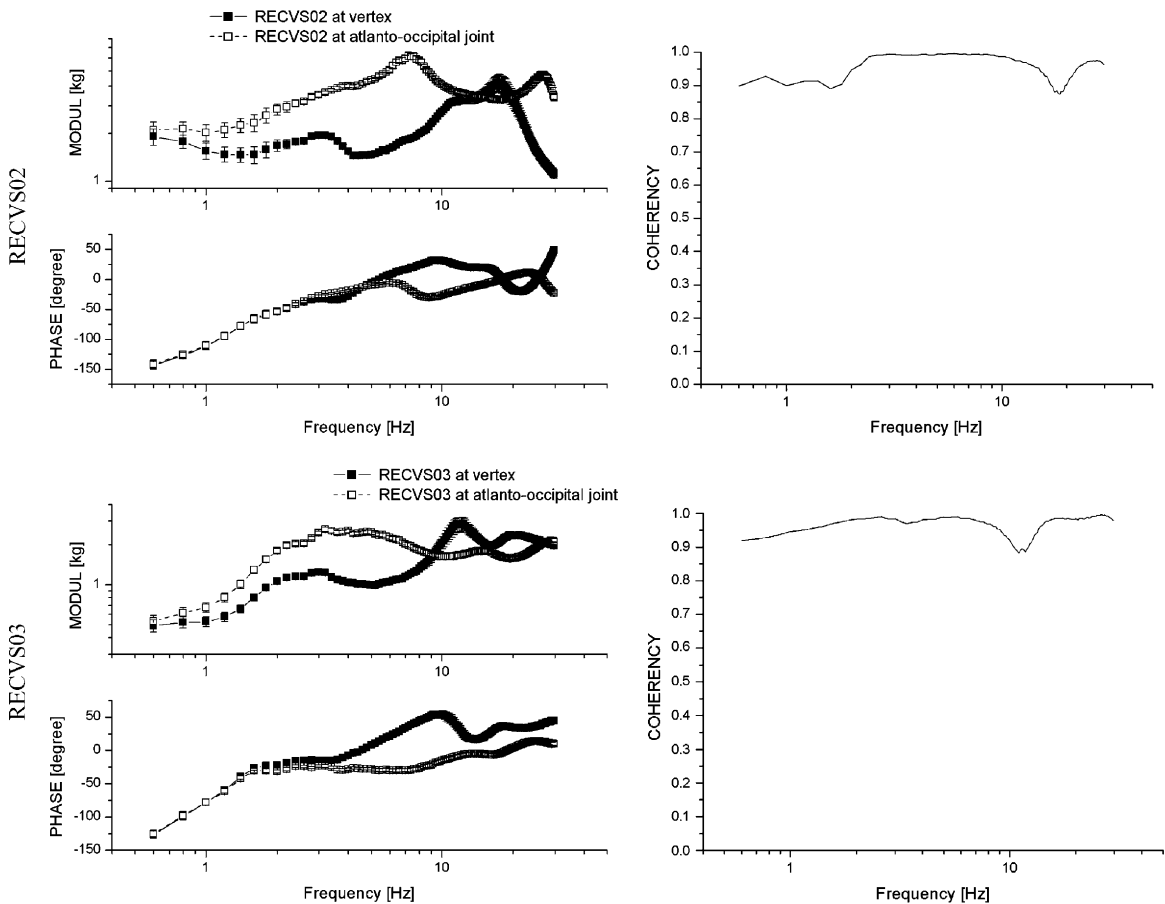 RECVS02 at vertex
RECVS02 at atlanto-occipital joint
RECVS02
MODUL [kg]
1
1
10
PHASE [degree]
50
0
-50
-100
-150
1
10
Frequency [Hz]
COHERENCY
1.0
0.9
0.8
0.7
0.6
0.5
0.4
0.3
0.2
0.1
0.0
1
10
Frequency [Hz]
RECVS03 at vertex
RECVS03 at atlanto-occipital joint
RECVS03
MODUL [kg]
1
1
10
PHASE [degree]
50
0
-50
-100
-150
1
10
Frequency [Hz]
COHERENCY
1.0
0.9
0.8
0.7
0.6
0.5
0.4
0.3
0.2
0.1
0.0
1
10
Frequency [Hz]